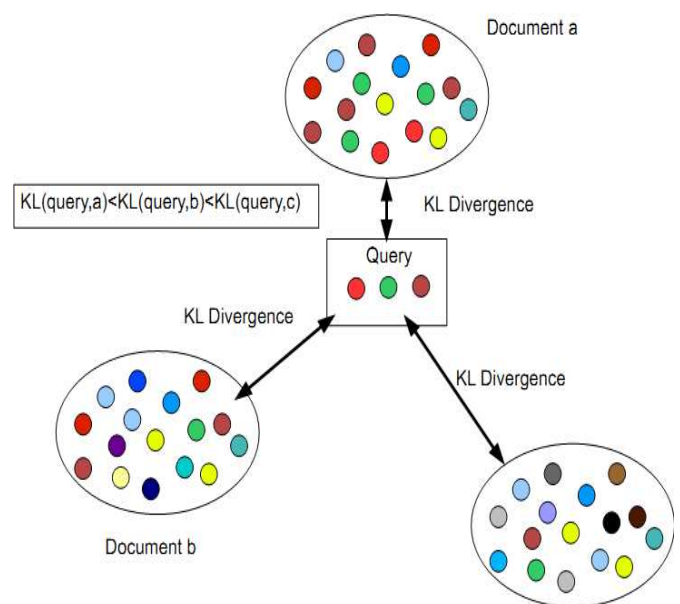 Document a
KL(query,a)<KL(query,b)<KL(query,c)
KL Divergence
Query
KL Divergence
KL Divergence
Document b